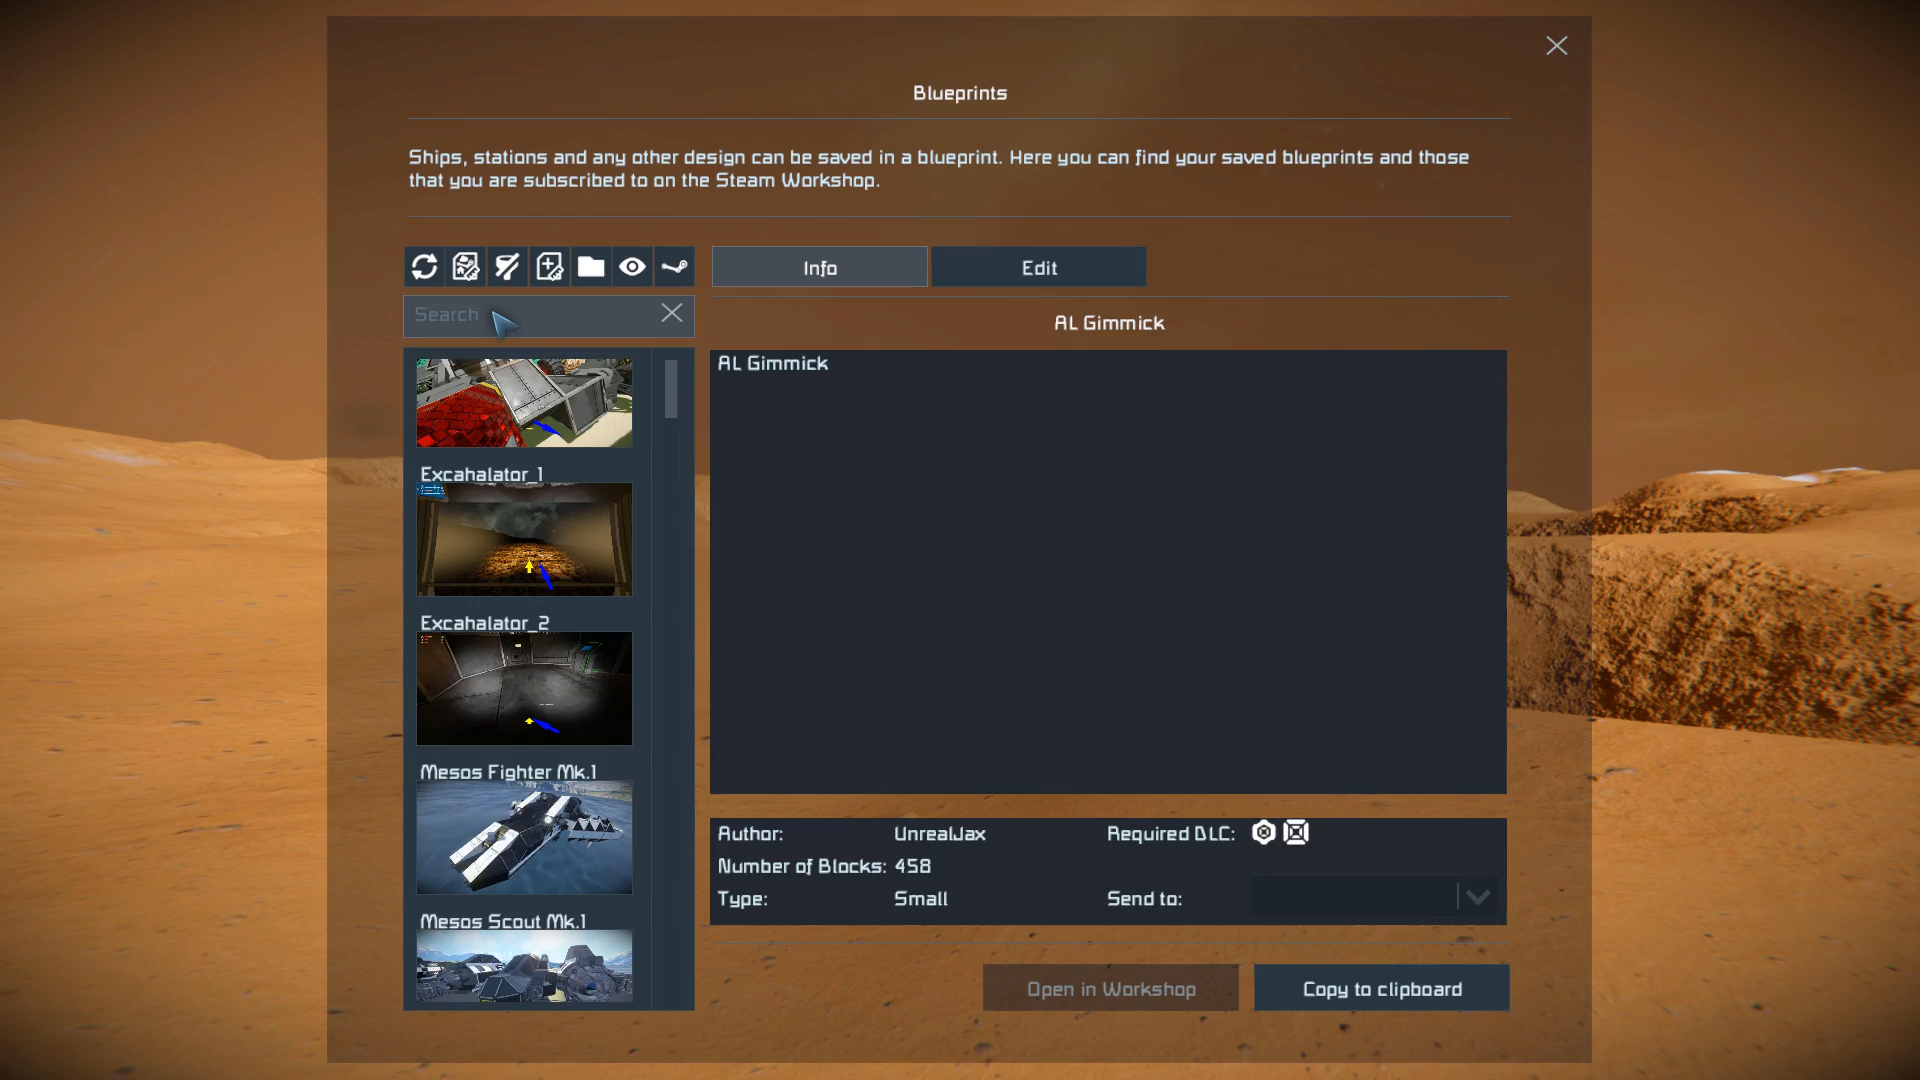 Blueprints
Ships, stations and any other design can be saved in a blueprint. Here you can find your saved blueprints and those
that you are subscribed to on the Steam Workshop.
Info
Edit
Search
AL Gimmick
AL Gimmick
Excahalator_1
Excahalator_2
Mesos Fighter Mk.1
Mesos Scout Mk.1
Author: UnrealJax Required DLC:
Number of Blocks: 458
Type: Small Send to:
Open in Workshop
Copy to clipboard